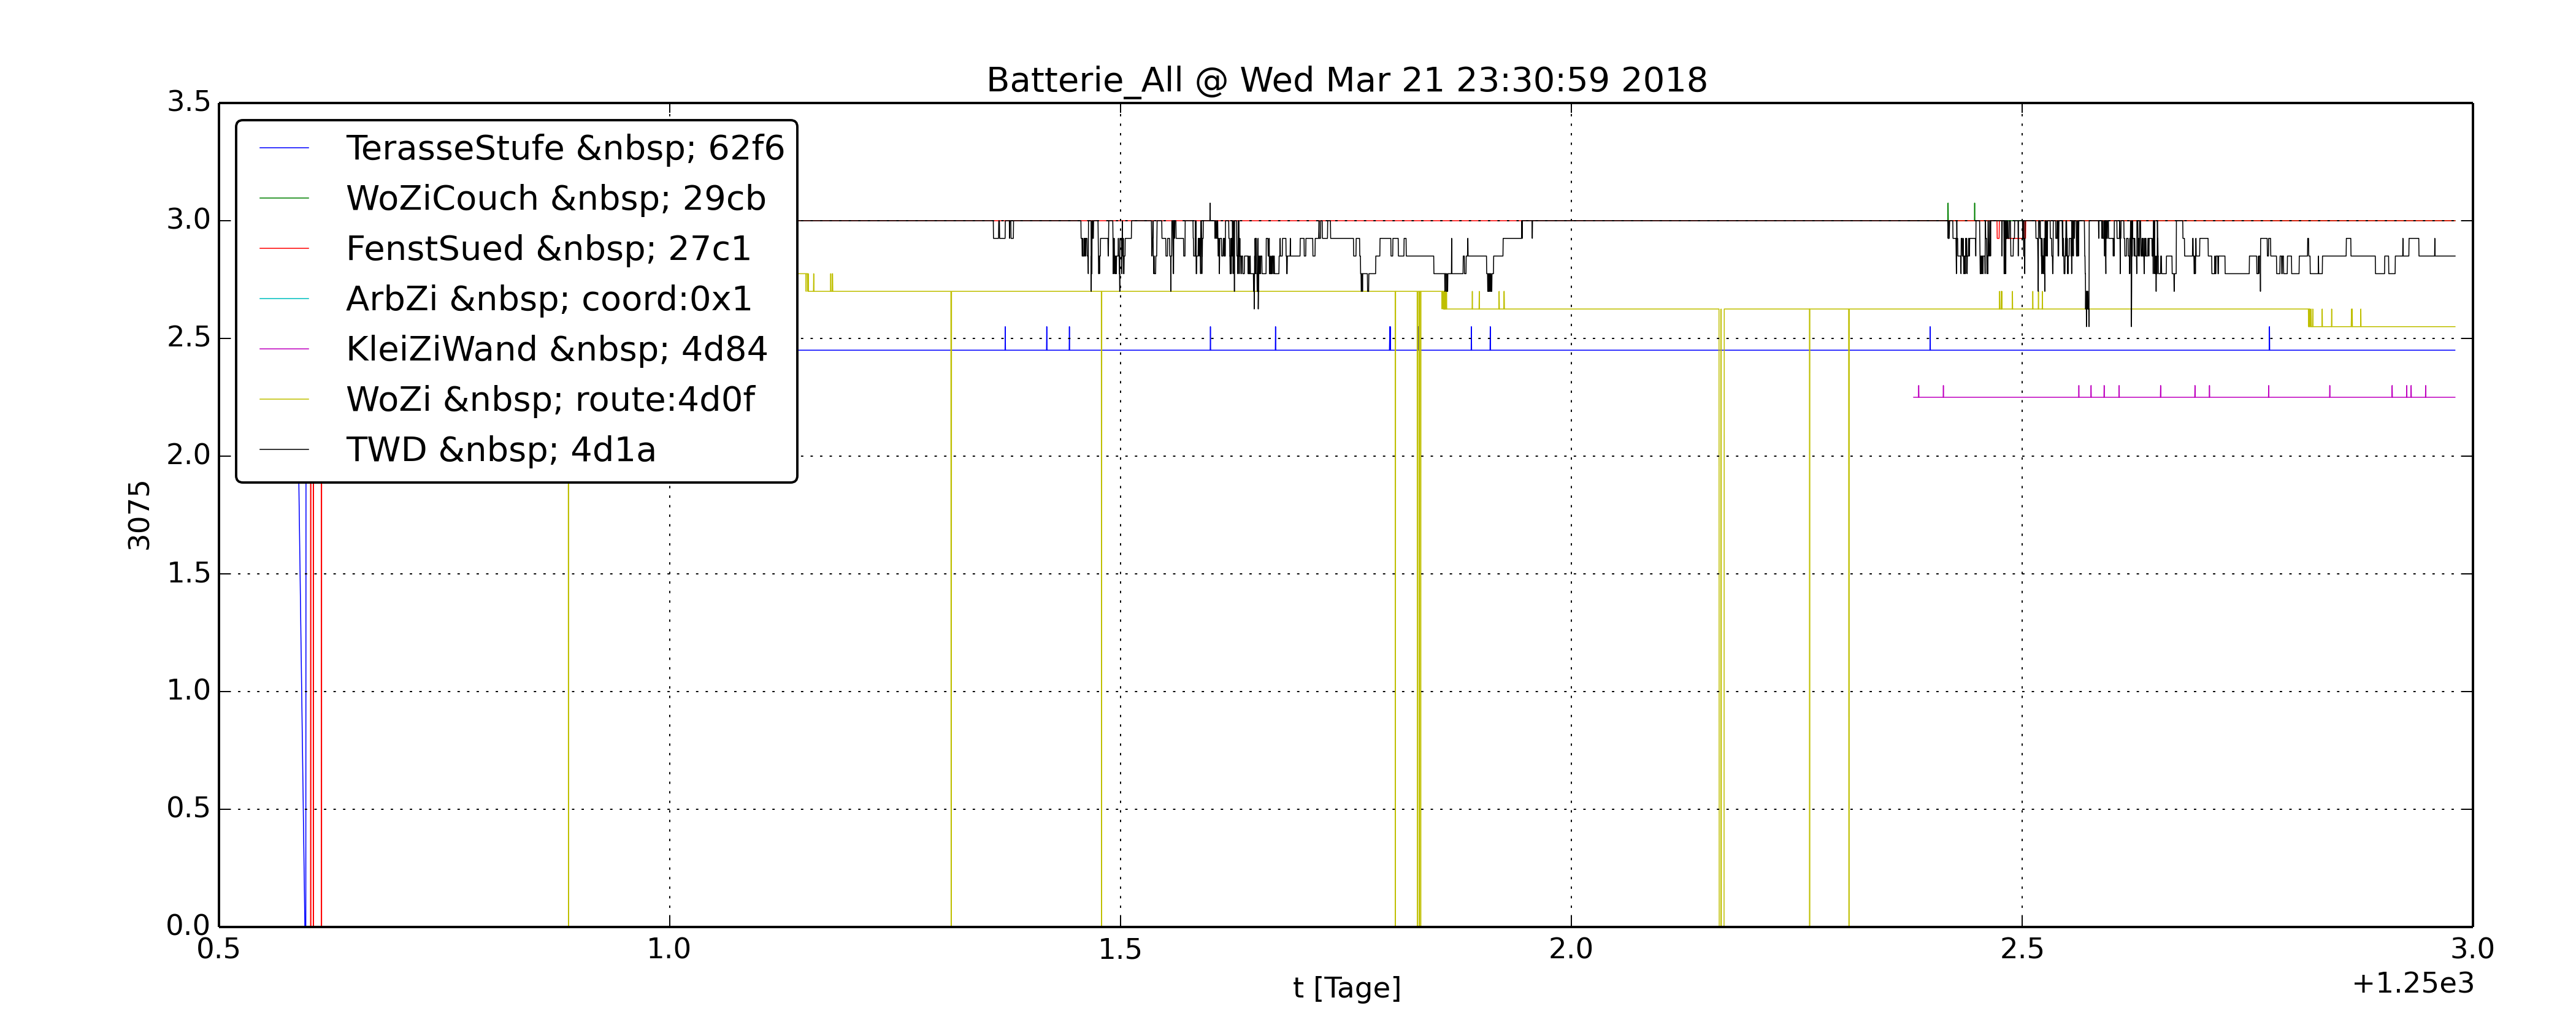 Batterie_All @ Wed Mar 21 23:30:59 2018
3.5
3.0
2.5
2.0
1.5
1.0
0.5
0.0
3075
TerasseStufe &nbsp; 62f6
WoZiCouch &nbsp; 29cb
FenstSued &nbsp; 27c1
ArbZi &nbsp; coord:0x1
KleiZiWand &nbsp; 4d84
WoZi &nbsp; route:4d0f
TWD &nbsp; 4d1a
0.5 1.0 1.5 2.0 2.5 3.0
t [Tage]
+1.25e3